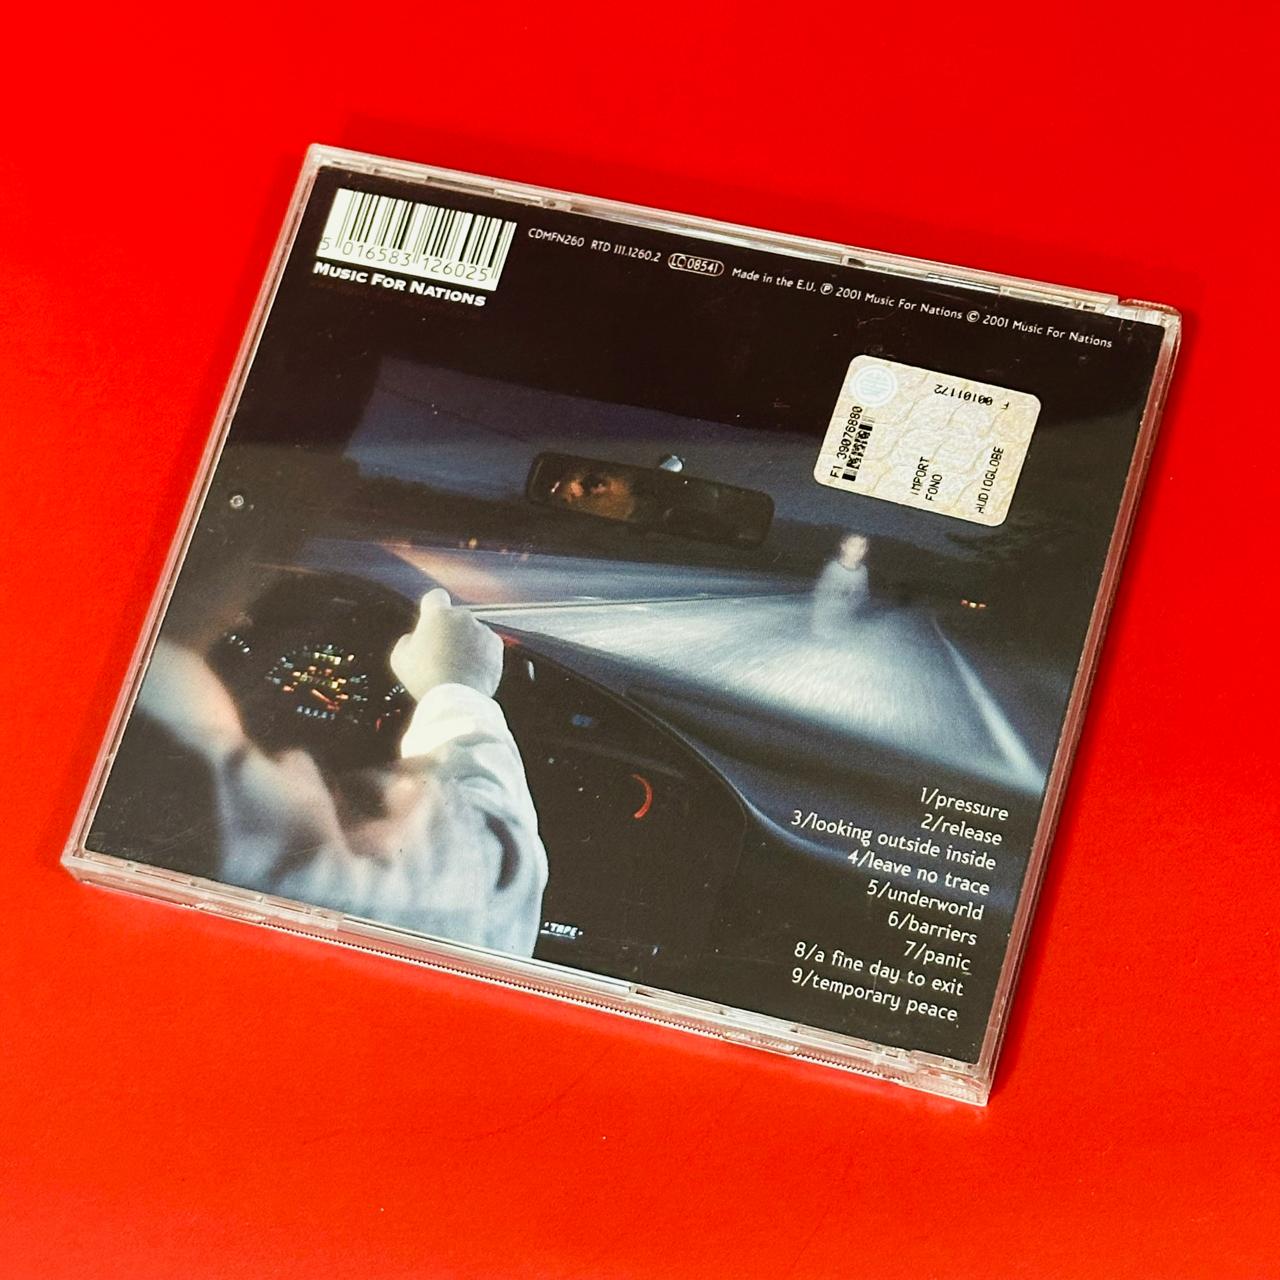 5 016583 126025
MUSIC FOR NATIONS
CDMFN260 RTD 111.1260.2 LC 08541 Made in the E.U. ℗ 2001 Music For Nations © 2001 Music For Nations
F 00101172
F1 39076880
IMPORT
FONO
AUDIOGLOBE
1/pressure
2/release
3/looking outside inside
4/leave no trace
5/underworld
6/barriers
7/panic
8/a fine day to exit
9/temporary peace
TAPE